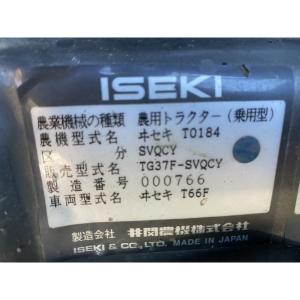 ISEKI
農業機械の種類 農用トラクター(乗用型)
農機型式名 ヰセキ T0184
区分 SVQCY
販売型式名 TG37F-SVQCY
製造番号 000766
車両型式名 ヰセキ T66F
製造会社 井関農機株式会社
ISEKI & CO., LTD. MADE IN JAPAN